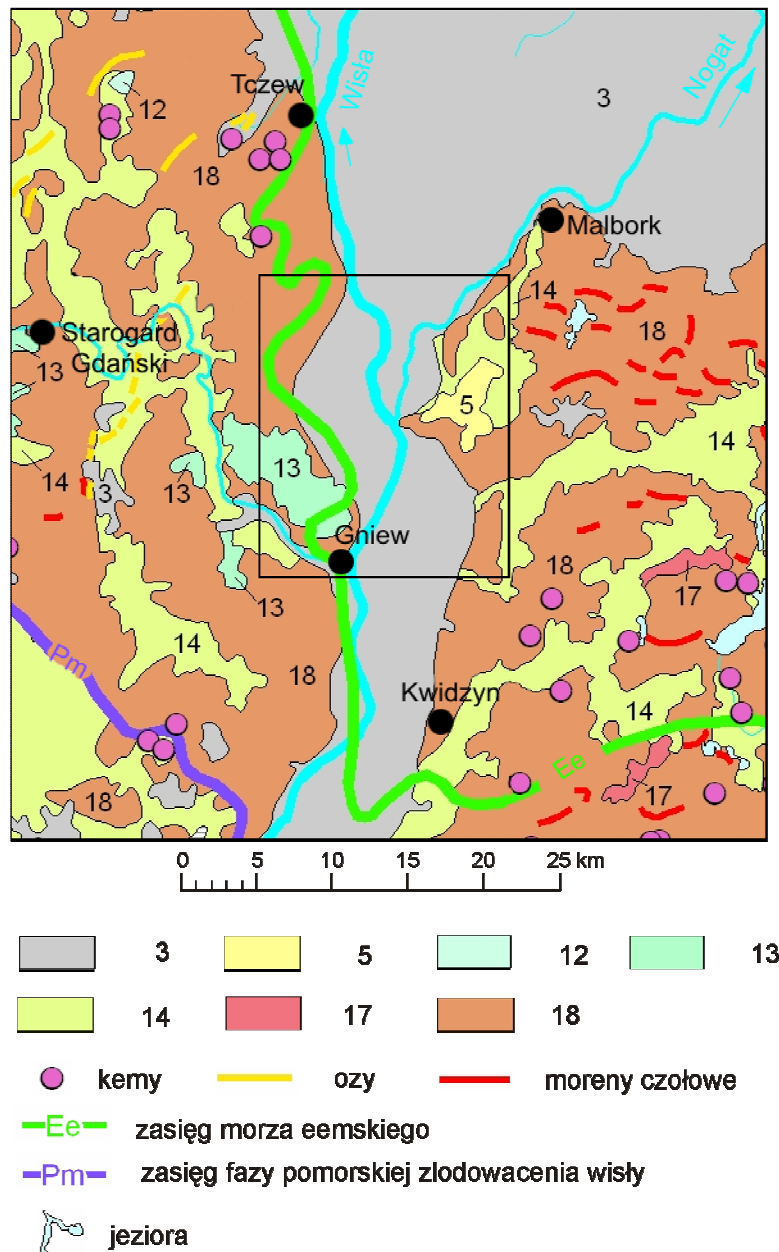 Tczew
Wisła
Nogat
12
3
18
Malbork
14
Starogard
Gdański
18
13
5
14
13
14
3
13
Gniew
18
17
13
14
Pm
18
Kwidzyn
14
Ee
18
17
0 5 10 15 20 25 km
3 5 12 13
14 17 18
kemy ozy moreny czołowe
Ee zasięg morza eemskiego
Pm zasięg fazy pomorskiej zlodowacenia wisły
jeziora